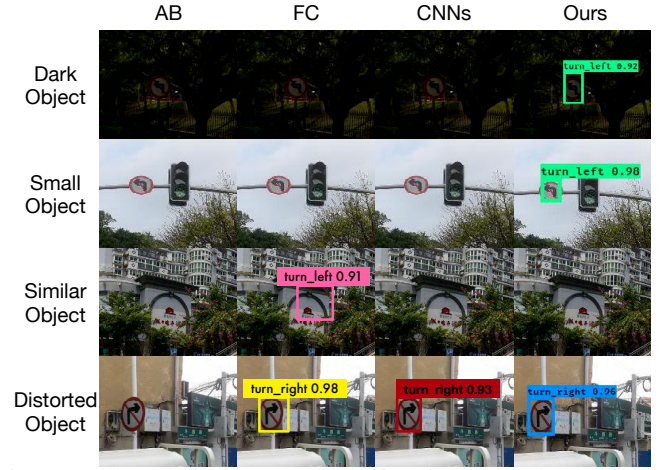 AB FC CNNs Ours
Dark
Object
turn_left 0.92
Small
Object
turn_left 0.98
Similar
Object
turn_left 0.91
Distorted
Object
turn_right 0.98
turn_right 0.93
turn_right 0.96